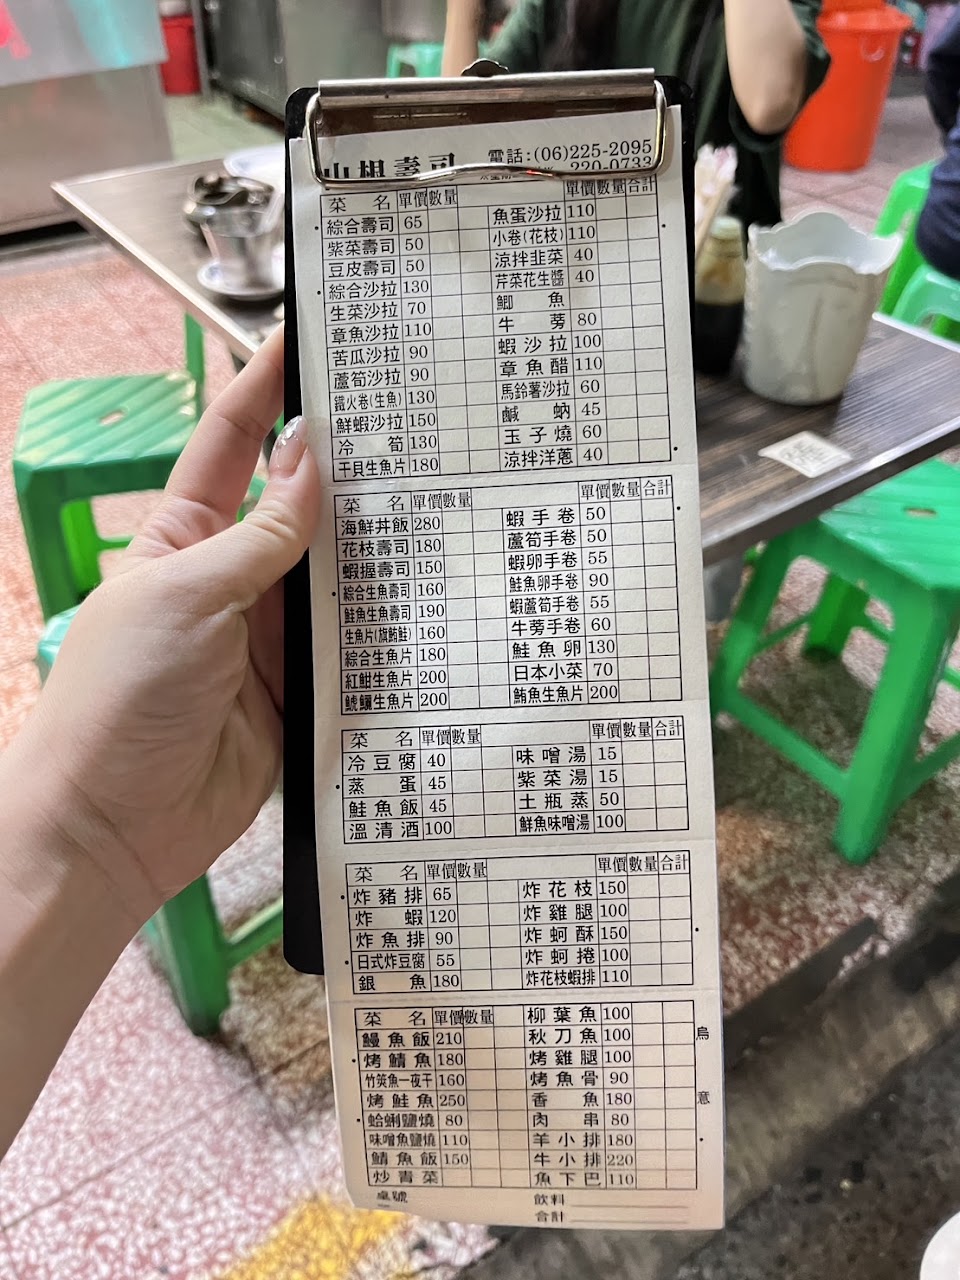 山根壽司 電話:(06)225-2095
220-0733
菜名 單價 數量 單價 數量 合計
綜合壽司 65 魚蛋沙拉 110
紫菜壽司 50 小卷(花枝) 110
豆皮壽司 50 涼拌韭菜 40
綜合沙拉 130 芹菜花生醬 40
生菜沙拉 70 鯽魚
章魚沙拉 110 牛蒡 80
苦瓜沙拉 90 蝦沙拉 100
蘆筍沙拉 90 章魚醋 110
鐵火卷(生魚) 130 馬鈴薯沙拉 60
鮮蝦沙拉 150 鹹蚋 45
冷筍 130 玉子燒 60
干貝生魚片 180 涼拌洋蔥 40
菜名 單價 數量 單價 數量 合計
海鮮丼飯 280 蝦手卷 50
花枝壽司 180 蘆筍手卷 50
蝦握壽司 150 蝦卵手卷 55
綜合生魚壽司 160 鮭魚卵手卷 90
鮭魚生魚壽司 190 蝦蘆筍手卷 55
生魚片(旗鮪鮭) 160 牛蒡手卷 60
綜合生魚片 180 鮭魚卵 130
紅魽生魚片 200 日本小菜 70
鯱鱺生魚片 200 鮪魚生魚片 200
菜名 單價 數量 單價 數量 合計
冷豆腐 40 味噌湯 15
蒸蛋 45 紫菜湯 15
鮭魚飯 45 土瓶蒸 50
溫清酒 100 鮮魚味噌湯 100
菜名 單價 數量 單價 數量 合計
炸豬排 65 炸花枝 150
炸蝦 120 炸雞腿 100
炸魚排 90 炸蚵酥 150
日式炸豆腐 55 炸蚵捲 100
銀魚 180 炸花枝蝦排 110
菜名 單價 數量 柳葉魚 100
鰻魚飯 210 秋刀魚 100
烤鯖魚 180 烤雞腿 100
竹筴魚一夜干 160 烤魚骨 90
烤鮭魚 250 香魚 180
蛤蜊鹽燒 80 肉串 80
味噌魚鹽燒 110 羊小排 180
鯖魚飯 150 牛小排 220
炒青菜 魚下巴 110
烏
意
桌號 飲料
合計